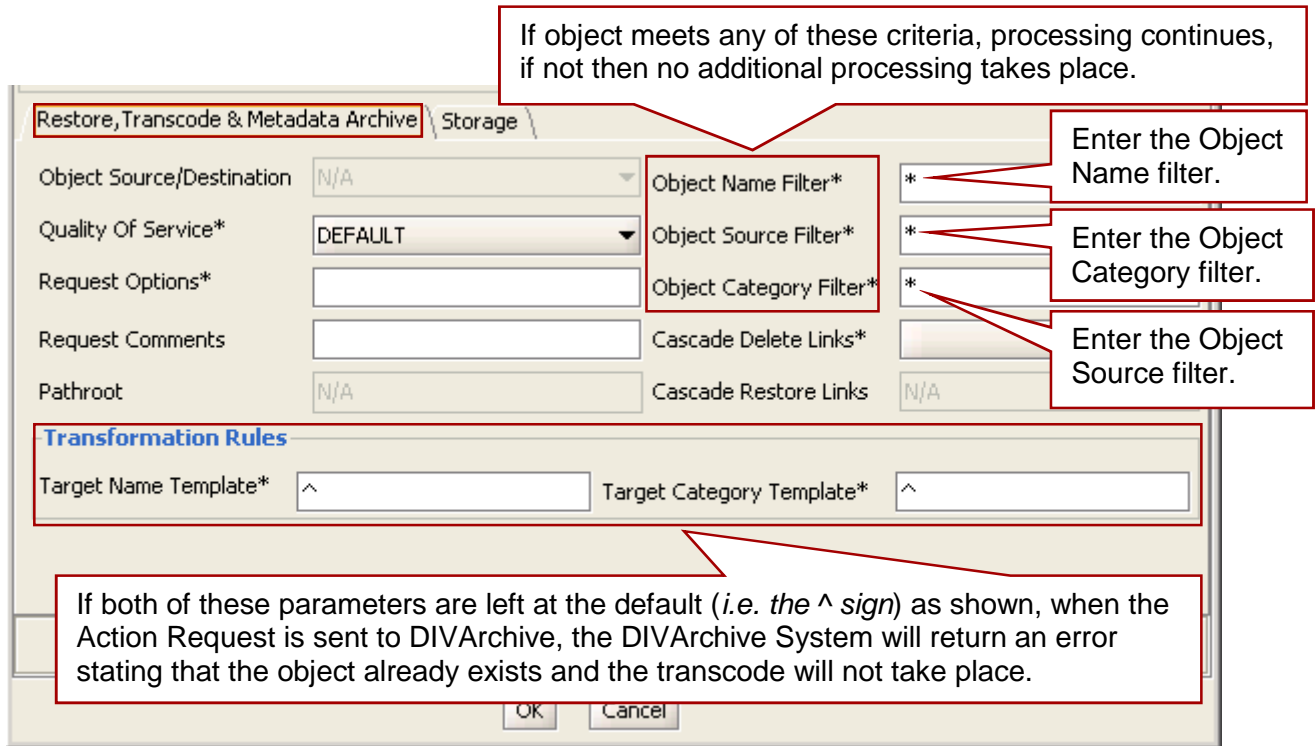 If object meets any of these criteria, processing continues,
if not then no additional processing takes place.
Restore,Transcode & Metadata Archive
Storage
Enter the Object
Name filter.
Object Source/Destination
N/A
Object Name Filter*
*
Quality Of Service*
DEFAULT
Object Source Filter*
*
Enter the Object
Category filter.
Request Options*
Object Category Filter*
*
Request Comments
Cascade Delete Links*
Enter the Object
Source filter.
Pathroot
N/A
Cascade Restore Links
N/A
Transformation Rules
Target Name Template*
^
Target Category Template*
^
If both of these parameters are left at the default (i.e. the ^ sign) as shown, when the
Action Request is sent to DIVArchive, the DIVArchive System will return an error
stating that the object already exists and the transcode will not take place.
OK
Cancel